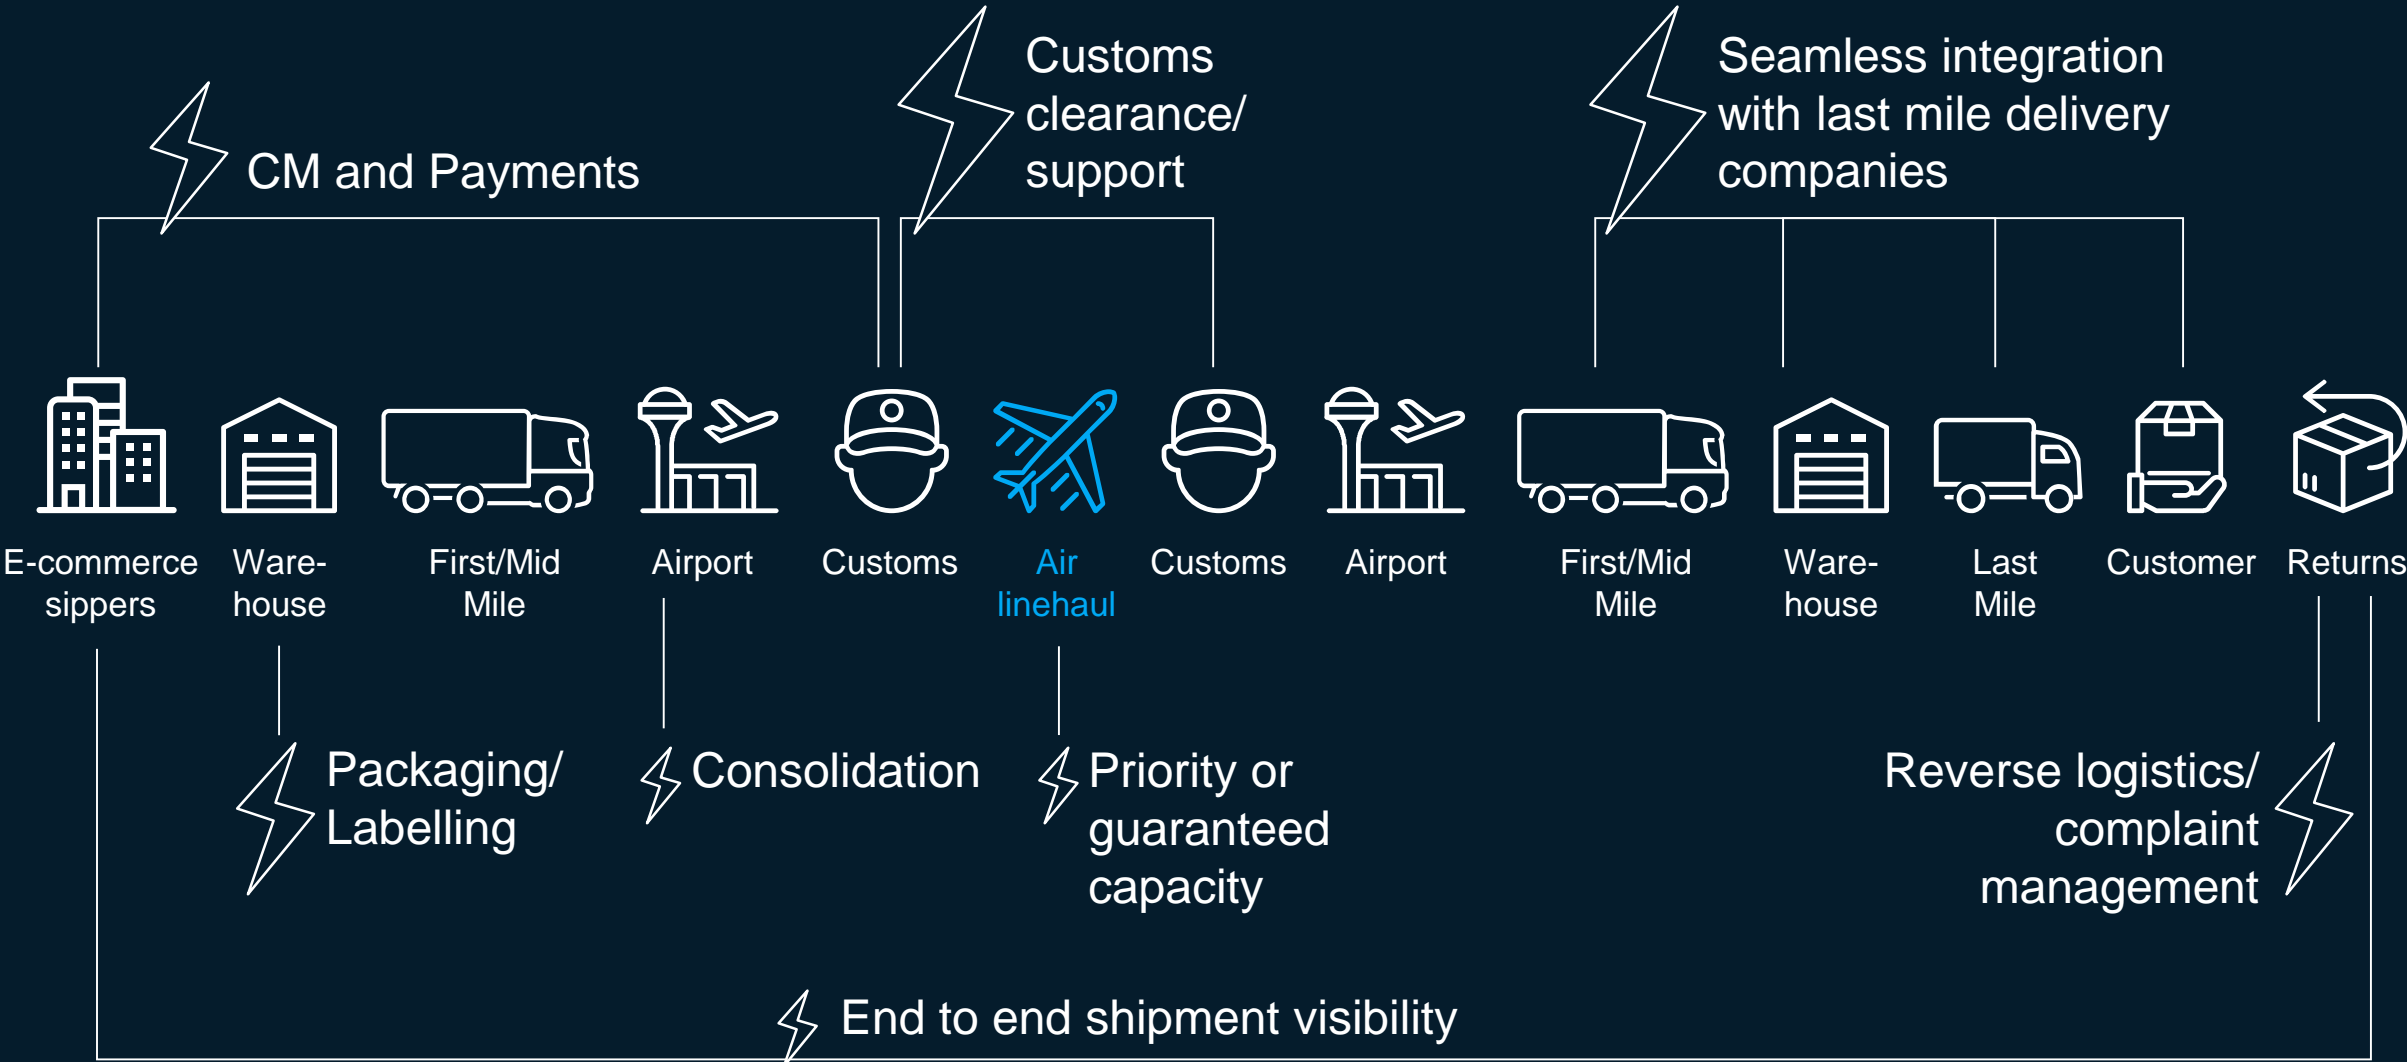 CM and Payments
Customs
clearance/
support
Seamless integration
with last mile delivery
companies
E-commerce
sippers
Ware-
house
First/Mid
Mile
Airport
Customs
Air
linehaul
Customs
Airport
First/Mid
Mile
Ware-
house
Last
Mile
Customer
Returns
Packaging/
Labelling
Consolidation
Priority or
guaranteed
capacity
Reverse logistics/
complaint
management
End to end shipment visibility